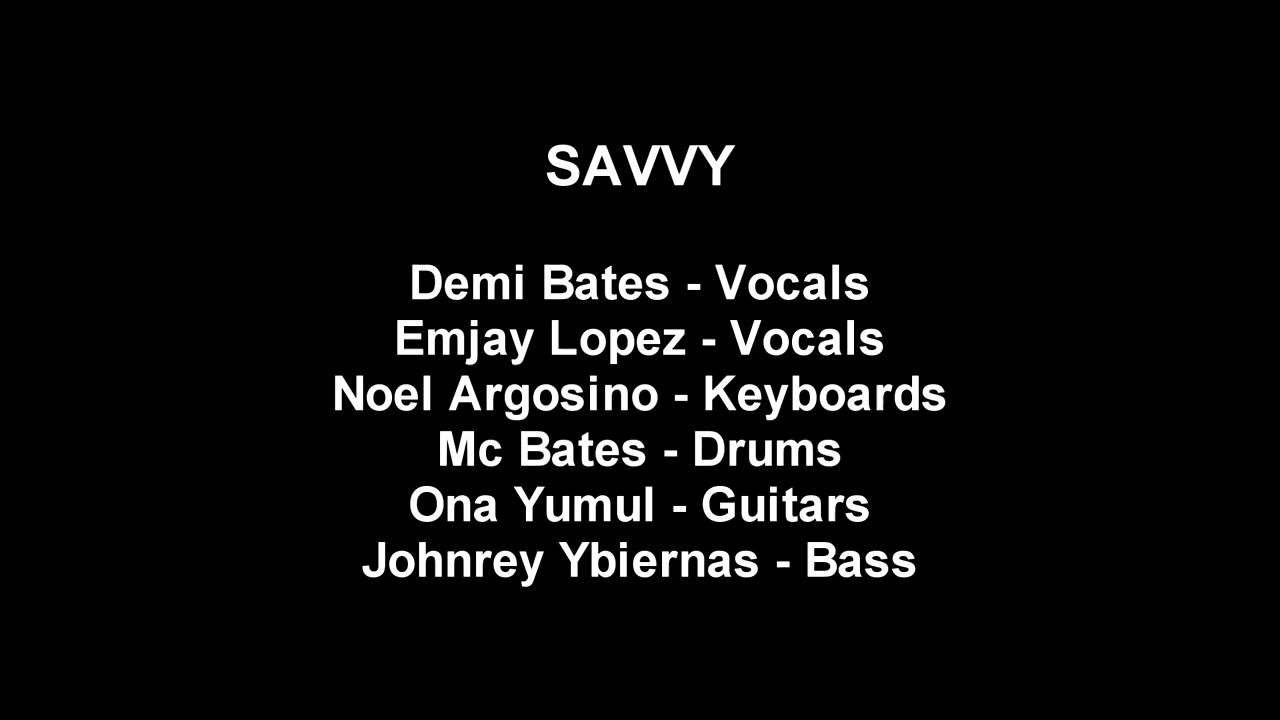 SAVVY
Demi Bates - Vocals
Emjay Lopez - Vocals
Noel Argosino - Keyboards
Mc Bates - Drums
Ona Yumul - Guitars
Johnrey Ybiernas - Bass